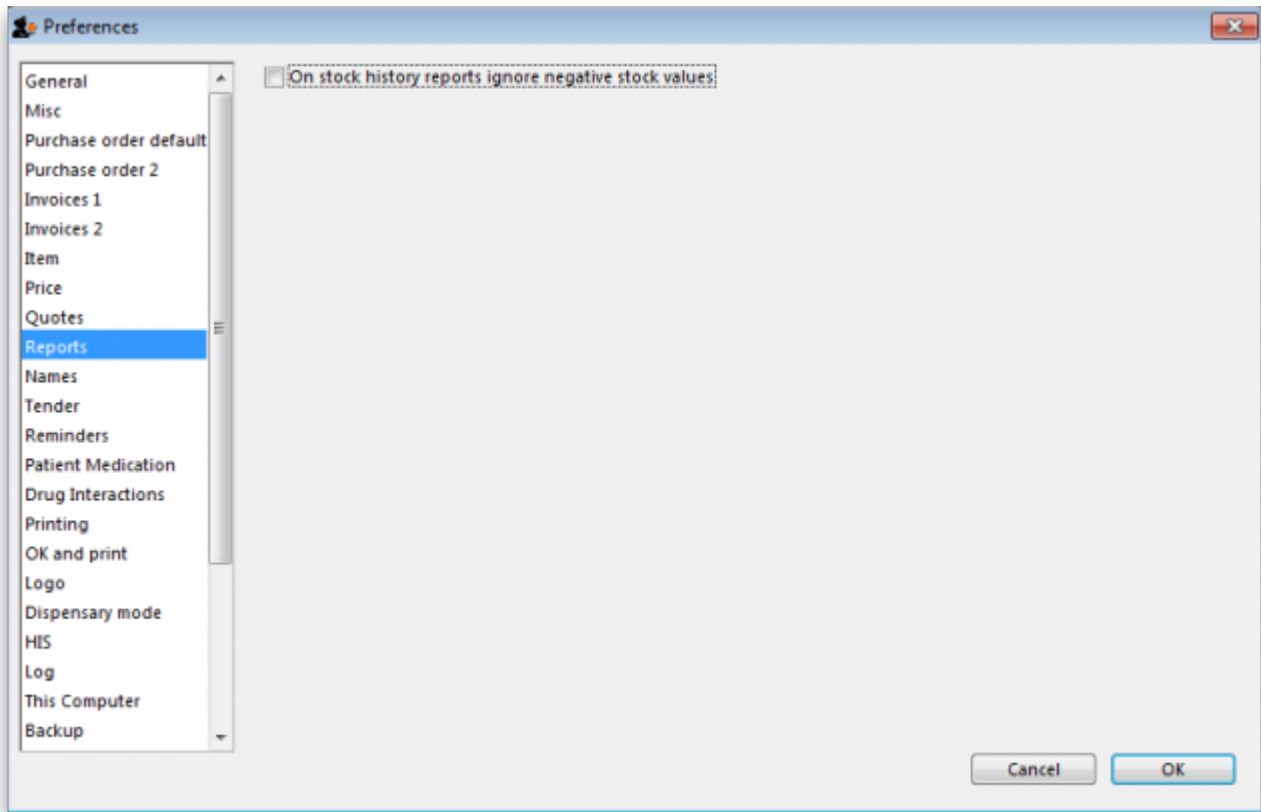 Preferences
General
Misc
Purchase order default
Purchase order 2
Invoices 1
Invoices 2
Item
Price
Quotes
Reports
Names
Tender
Reminders
Patient Medication
Drug Interactions
Printing
OK and print
Logo
Dispensary mode
HIS
Log
This Computer
Backup
On stock history reports ignore negative stock values
Cancel
OK